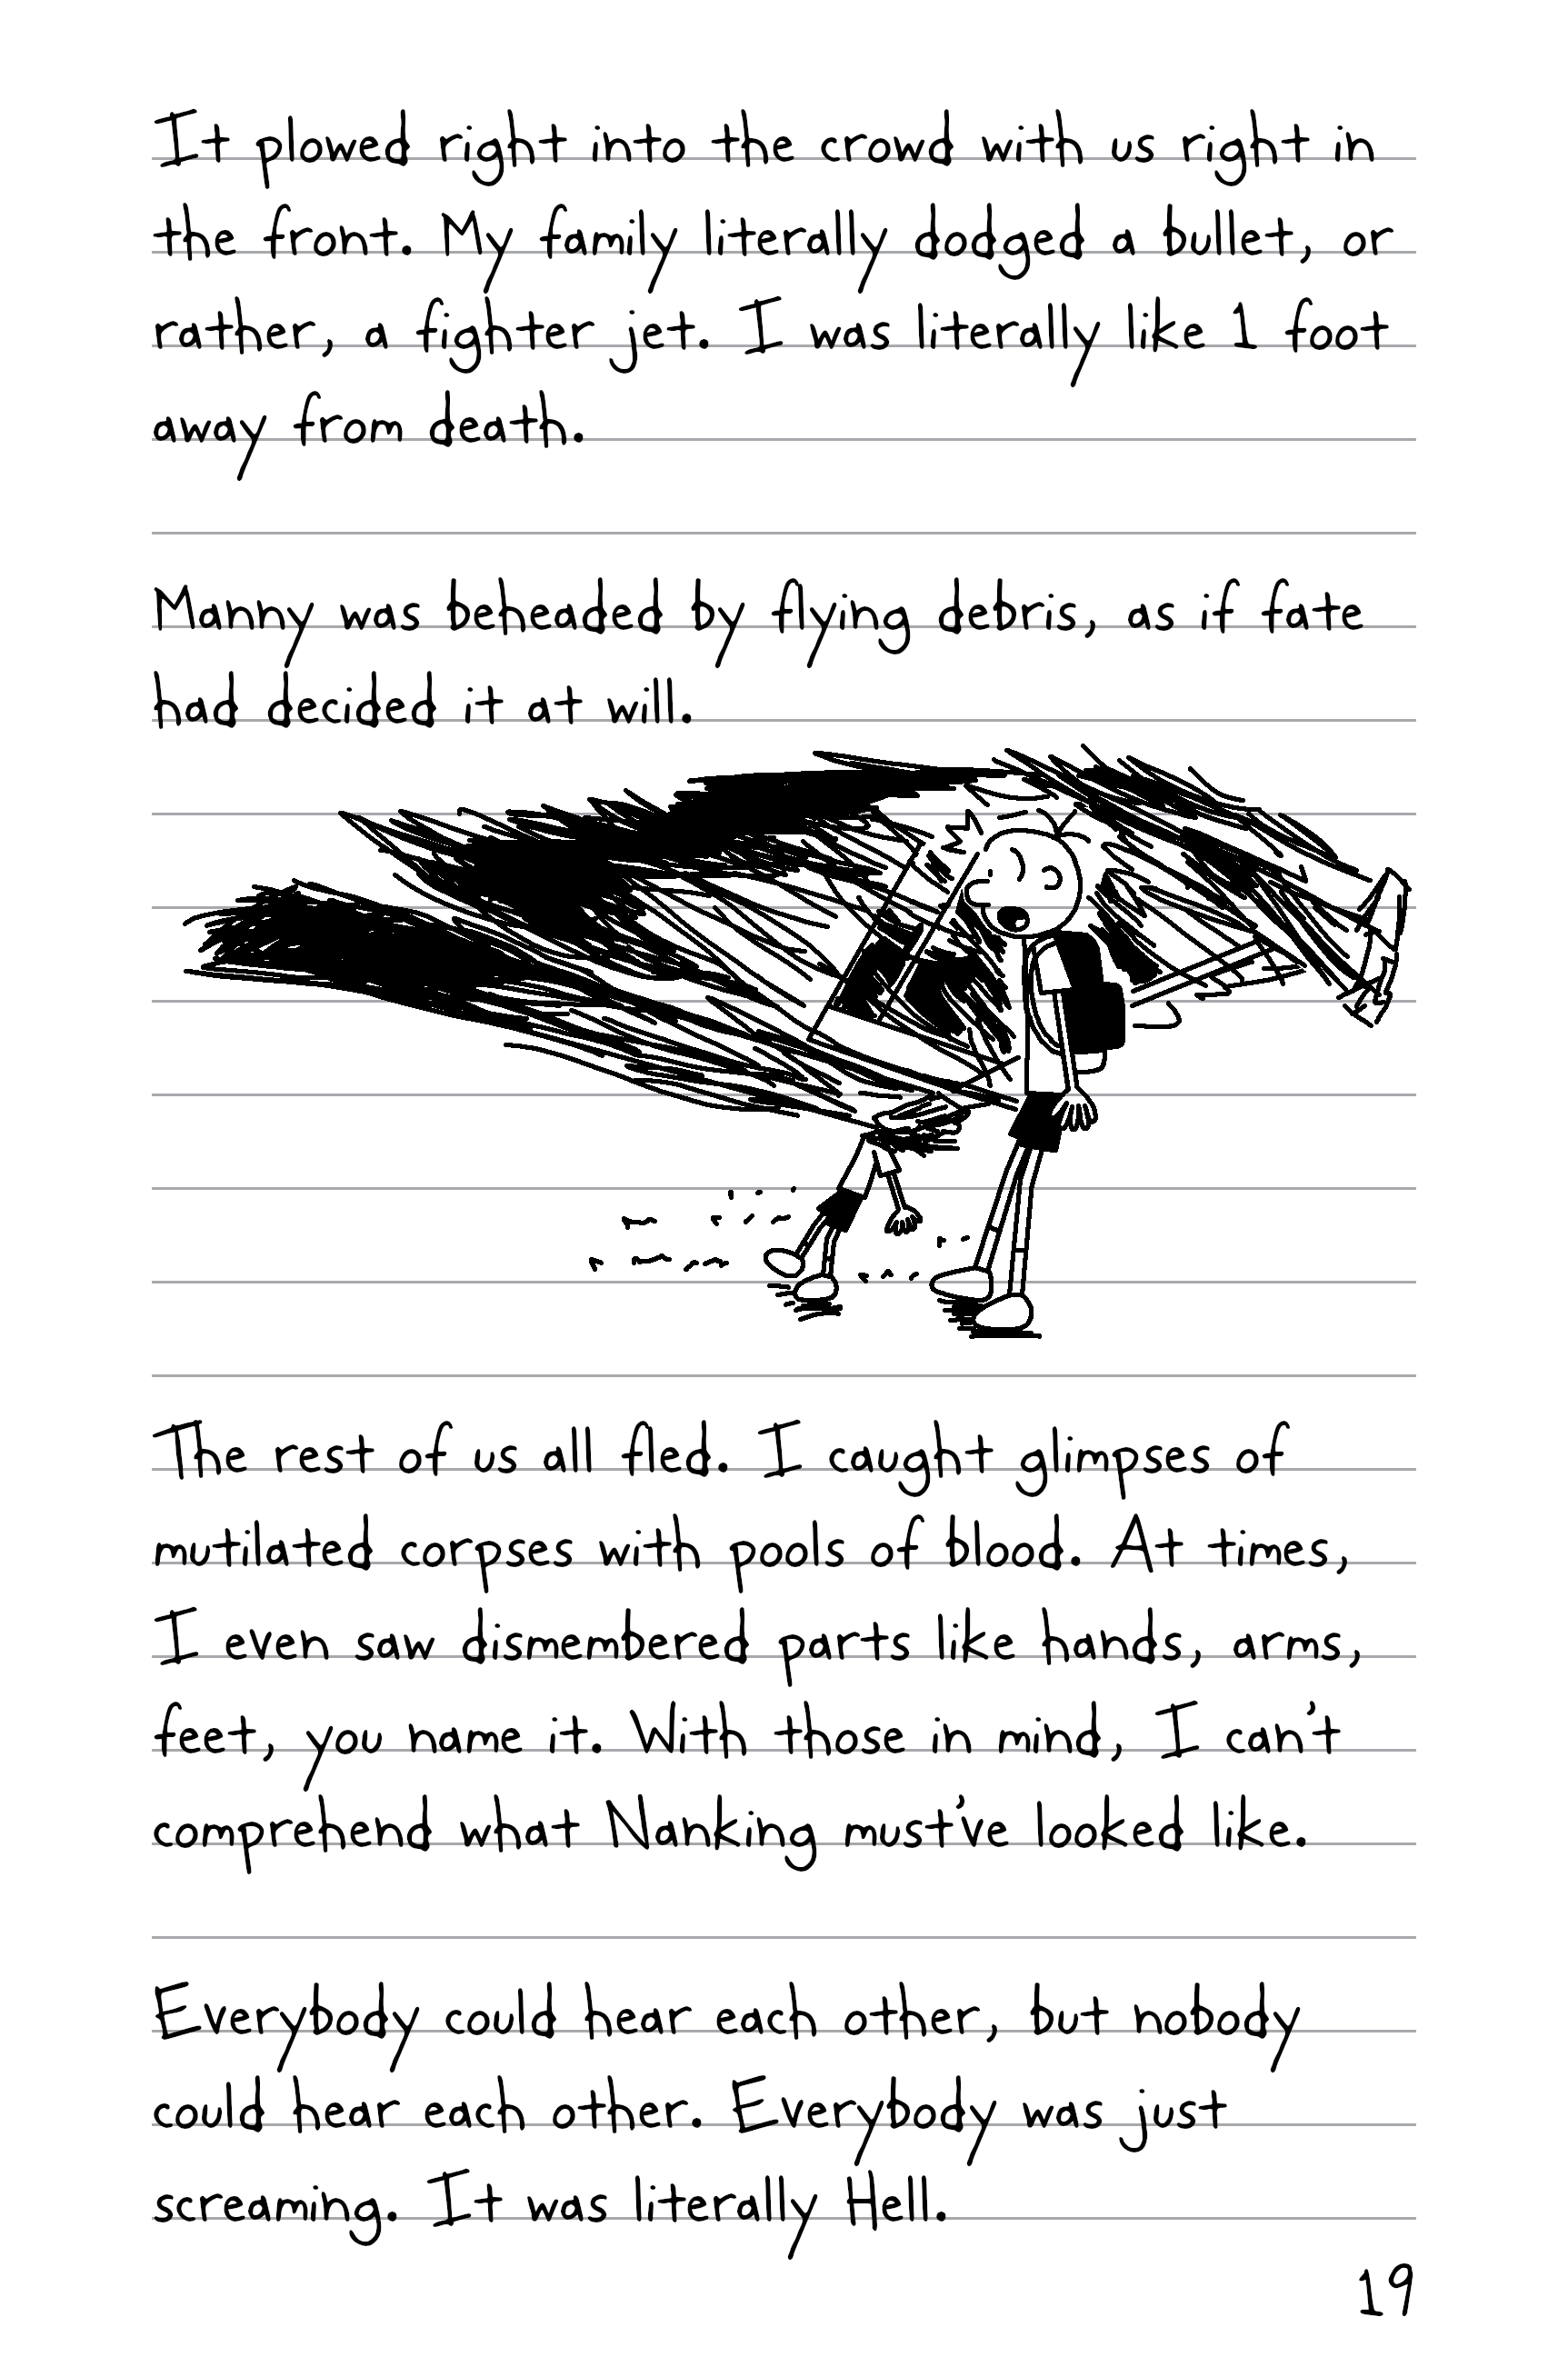 It plowed right into the crowd with us right in
the front. My family literally dodged a bullet, or
rather, a fighter jet. I was literally like 1 foot
away from death.
Manny was beheaded by flying debris, as if fate
had decided it at will.
The rest of us all fled. I caught glimpses of
mutilated corpses with pools of blood. At times,
I even saw dismembered parts like hands, arms,
feet, you name it. With those in mind, I can't
comprehend what Nanking must've looked like.
Everybody could hear each other, but nobody
could hear each other. Everybody was just
screaming. It was literally Hell.
19